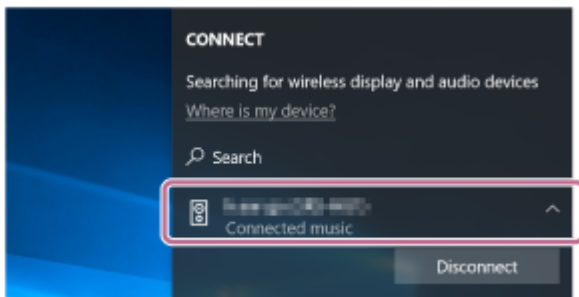 CONNECT
Searching for wireless display and audio devices
Where is my device?
Search
Connected music
Disconnect